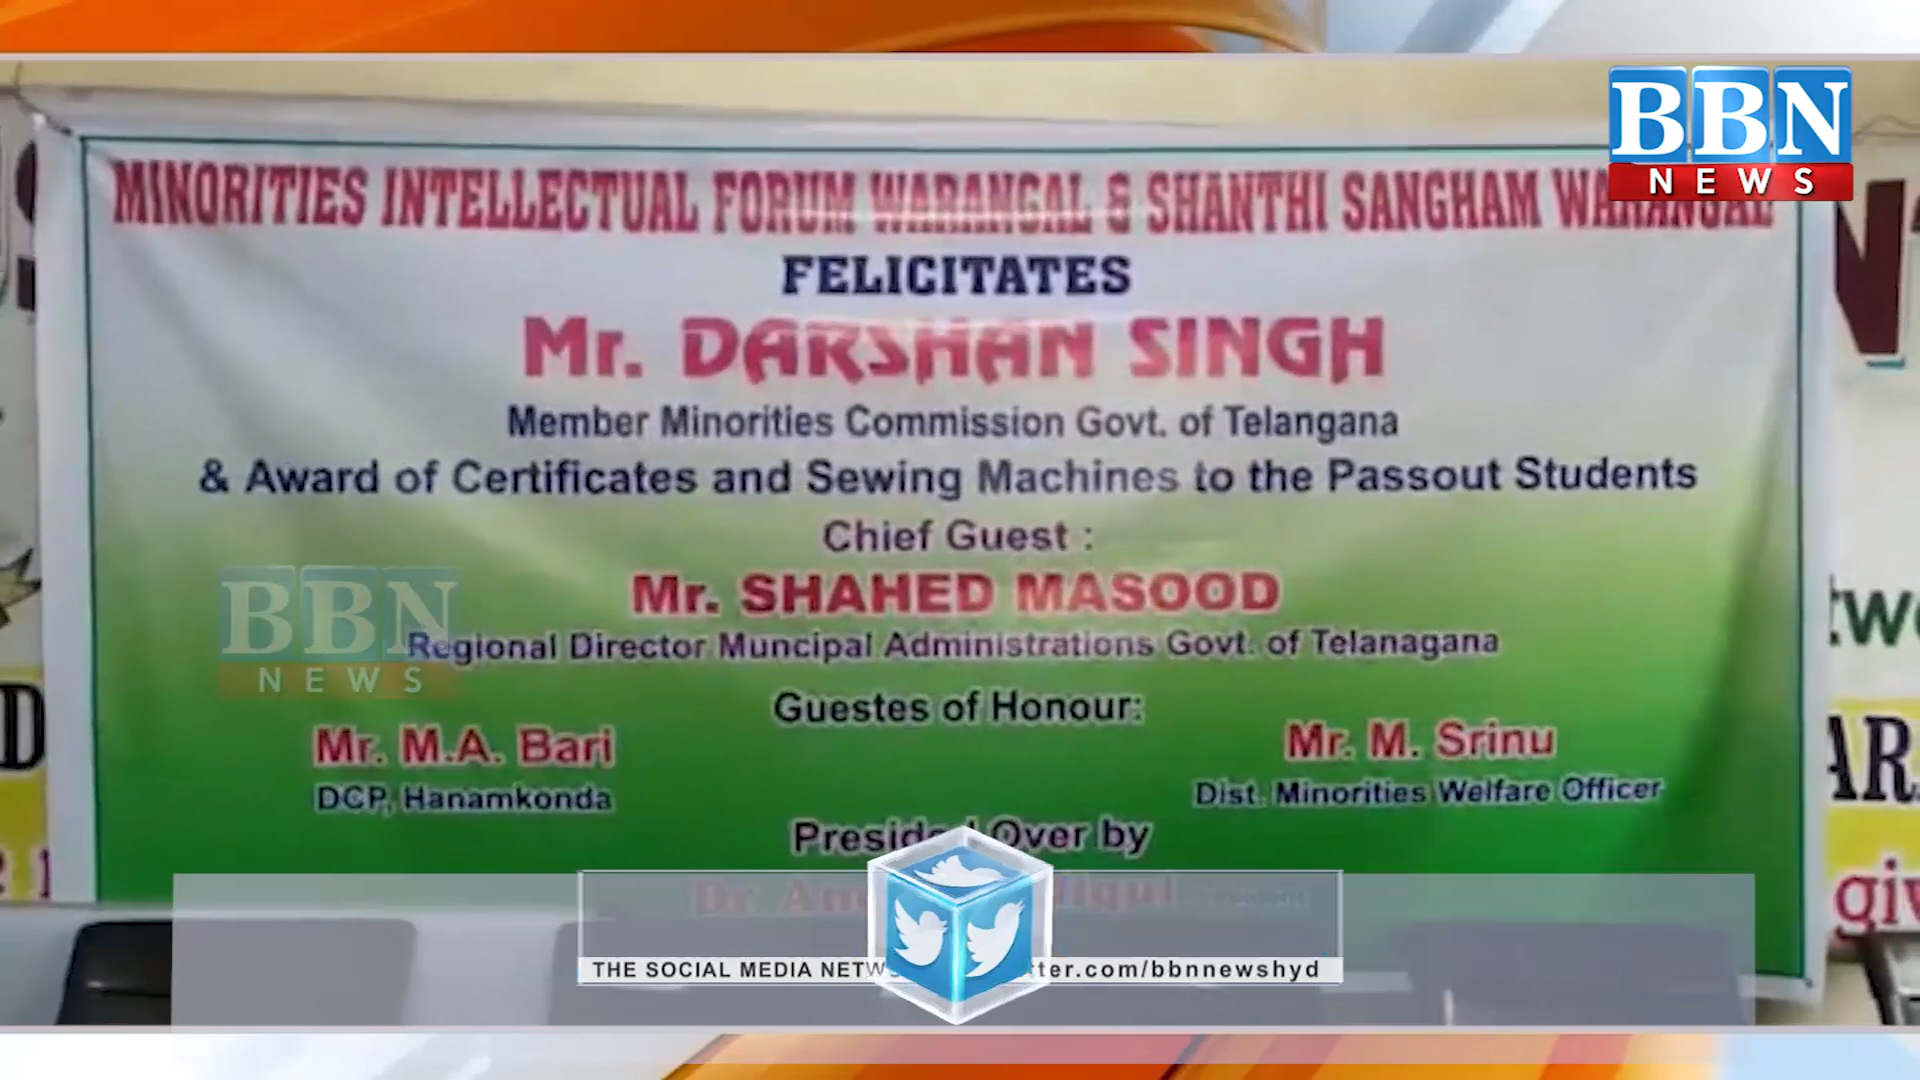 BBN
NEWS
MINORITIES INTELLECTUAL FORUM WARANGAL & SHANTHI SANGHAM WARANGAL
FELICITATES
Mr. DARSHAN SINGH
Member Minorities Commission Govt. of Telangana
& Award of Certificates and Sewing Machines to the Passout Students
Chief Guest :
Mr. SHAHED MASOOD
Regional Director Muncipal Administrations Govt. of Telanagana
BBN
NEWS
Guestes of Honour:
Mr. M.A. Bari
DCP, Hanamkonda
Mr. M. Srinu
Dist. Minorities Welfare Officer
Presided Over by
Dr.
THE SOCIAL MEDIA
ter.com/bbnnewshyd